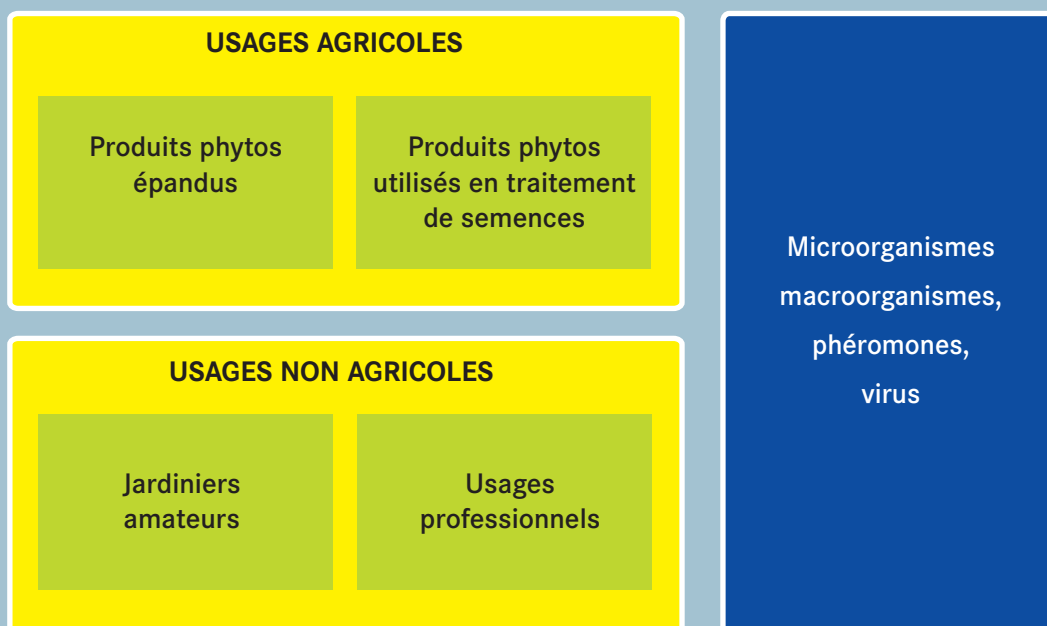 USAGES AGRICOLES
Produits phytos
épandus
Produits phytos
utilisés en traitement
de semences
USAGES NON AGRICOLES
Jardiniers
amateurs
Usages
professionnels
Microorganismes
macroorganismes,
phéromones,
virus